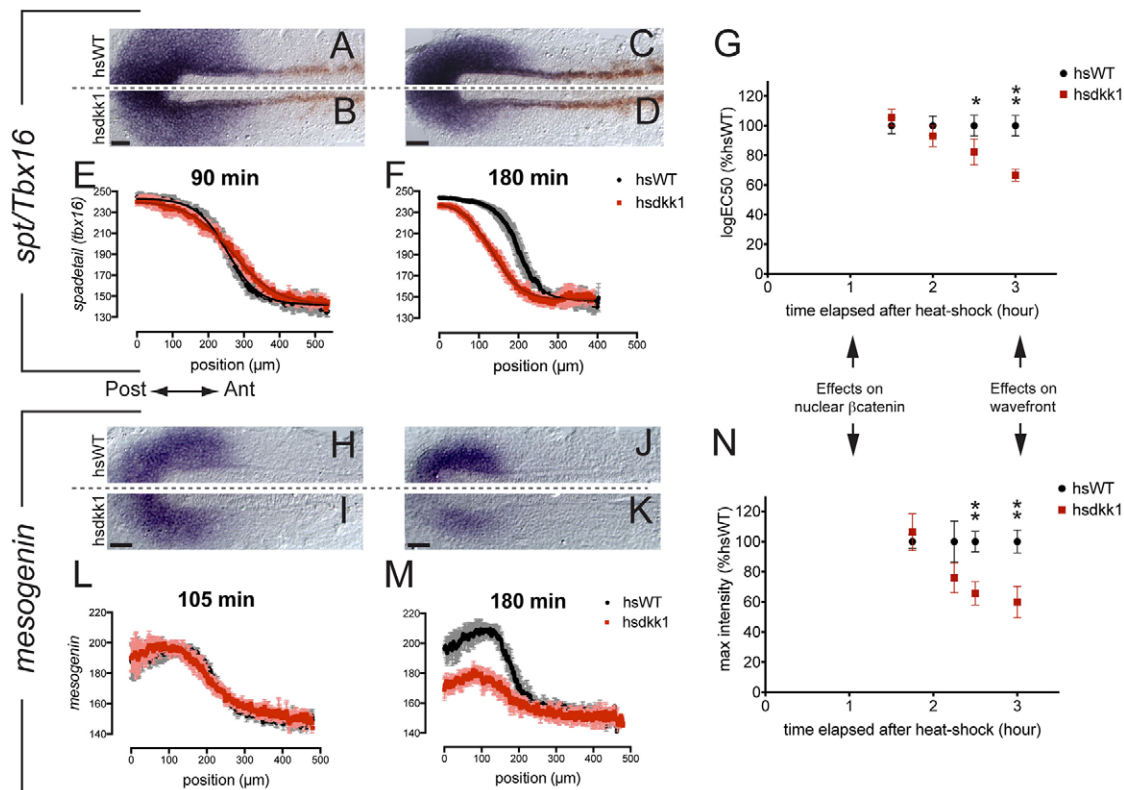 spt/Tbx16
hsWT
hsdkk1
A
B
C
D
E
90 min
spadetail (tbx16)
250
230
210
190
170
150
130
0 100 200 300 400 500
position (µm)
F
180 min
hsWT
hsdkk1
250
230
210
190
170
150
130
0 100 200 300 400 500
position (µm)
Post Ant
G
hsWT
hsdkk1
logEC50 (%hsWT)
120
100
80
60
40
20
0
* **
0 1 2 3
time elapsed after heat-shock (hour)
Effects on
nuclear βcatenin
Effects on
wavefront
mesogenin
hsWT
hsdkk1
H
I
J
K
L
105 min
mesogenin
220
200
180
160
140
0 100 200 300 400 500
position (µm)
M
180 min
hsWT
hsdkk1
220
200
180
160
140
0 100 200 300 400 500
position (µm)
N
hsWT
hsdkk1
max intensity (%hsWT)
120
100
80
60
40
20
0
** **
0 1 2 3
time elapsed after heat-shock (hour)